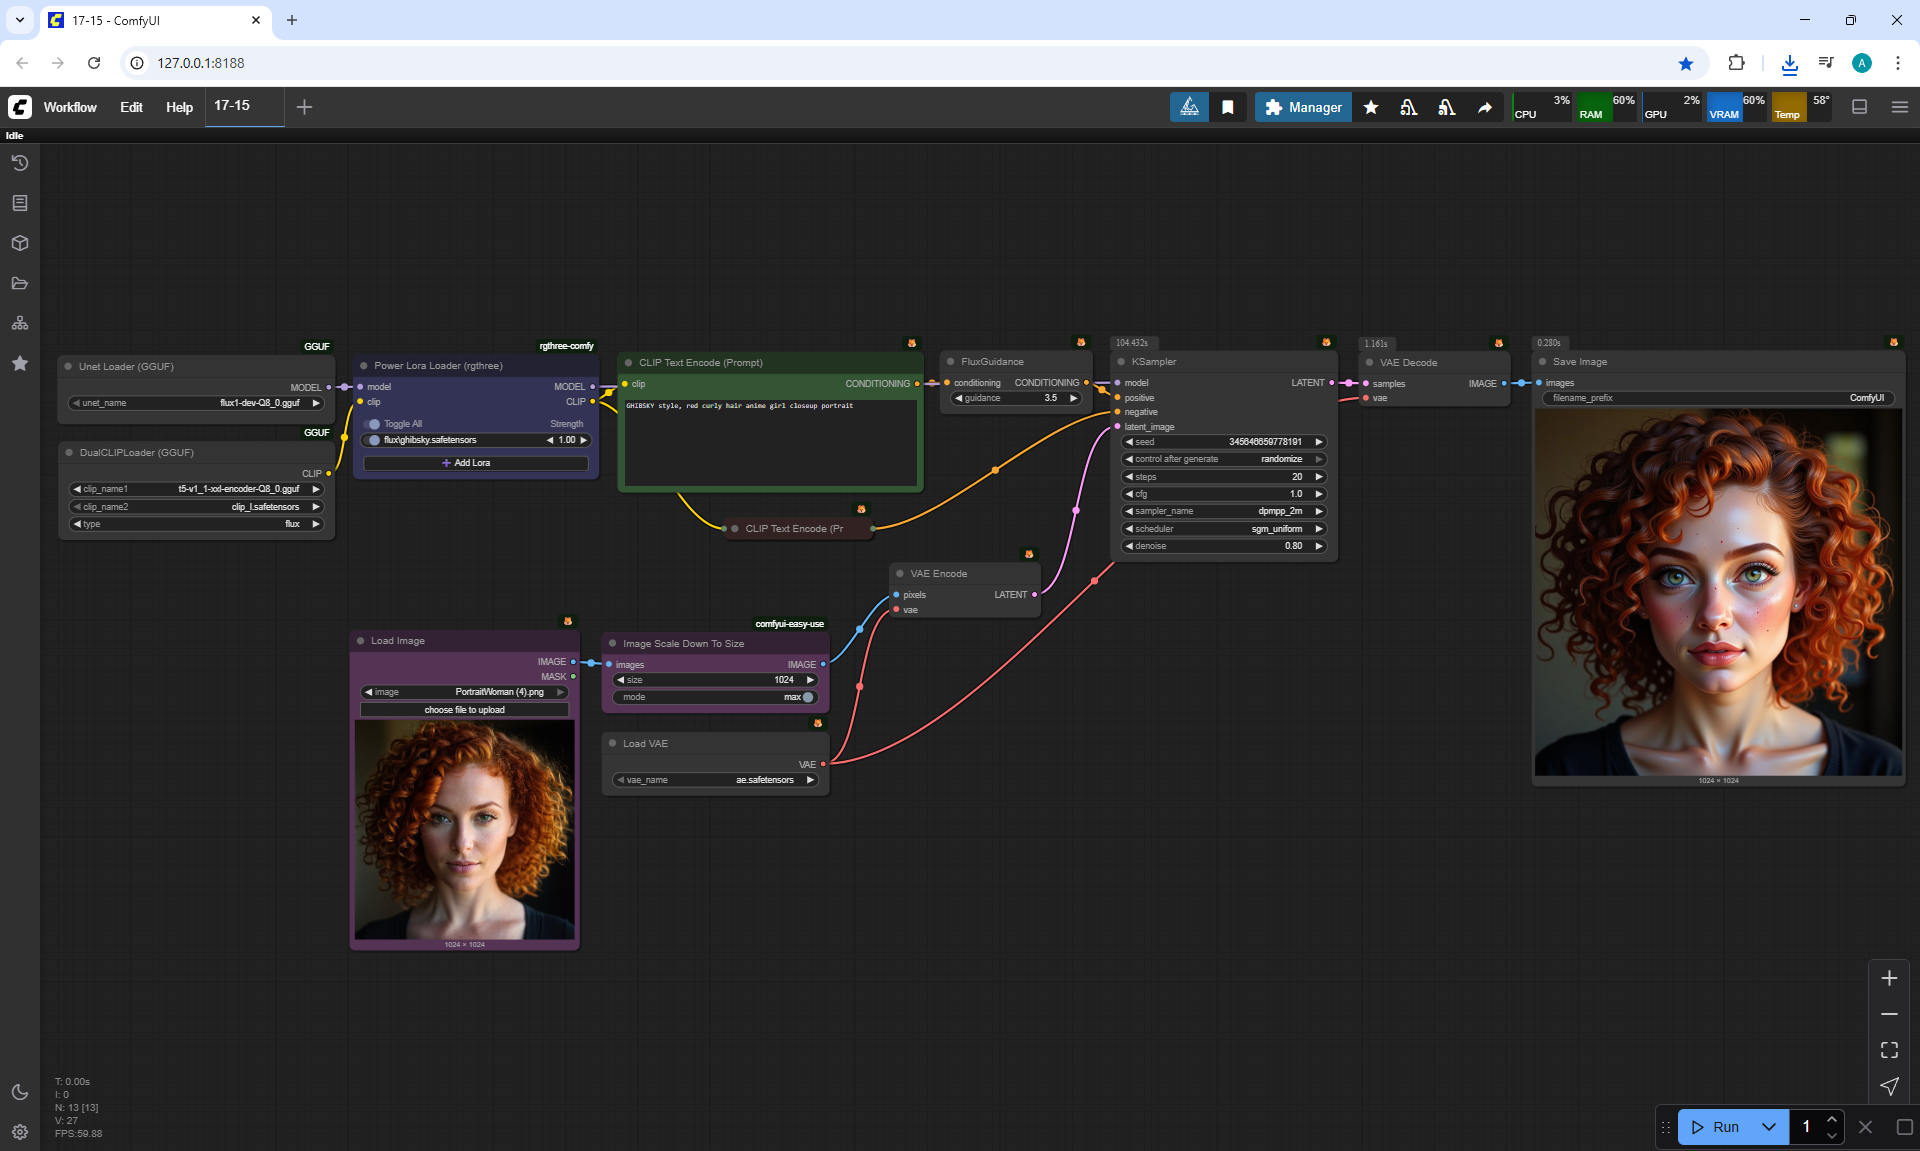 17-15 - ComfyUI
127.0.0.1:8188
A
Workflow
Edit
Help
17-15
Manager
CPU 3%
RAM 60%
GPU 2%
VRAM 60%
Temp 58°
Idle
GGUF
Unet Loader (GGUF)
MODEL
unet_name flux1-dev-Q8_0.gguf
GGUF
DualCLIPLoader (GGUF)
CLIP
clip_name1 t5-v1_1-xxl-encoder-Q8_0.gguf
clip_name2 clip_l.safetensors
type flux
rgthree-comfy
Power Lora Loader (rgthree)
model MODEL
clip CLIP
Toggle All Strength
flux\ghibsky.safetensors 1.00
+ Add Lora
CLIP Text Encode (Prompt)
clip CONDITIONING
GHIBSKY style, red curly hair anime girl closeup portrait
CLIP Text Encode (Pr
FluxGuidance
conditioning CONDITIONING
guidance 3.5
104.432s
KSampler
model LATENT
positive
negative
latent_image
seed 345646659778191
control after generate randomize
steps 20
cfg 1.0
sampler_name dpmpp_2m
scheduler sgm_uniform
denoise 0.80
1.161s
VAE Decode
samples IMAGE
vae
0.280s
Save Image
images
filename_prefix ComfyUI
1024 × 1024
VAE Encode
pixels LATENT
vae
Load Image
IMAGE
MASK
image PortraitWoman (4).png
choose file to upload
1024 × 1024
comfyui-easy-use
Image Scale Down To Size
images IMAGE
size 1024
mode max
Load VAE
VAE
vae_name ae.safetensors
T: 0.00s
I: 0
N: 13 [13]
V: 27
FPS:59.88
Run
1